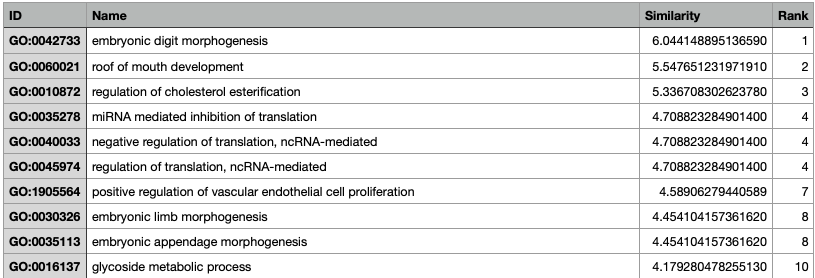 ID Name Similarity Rank
GO:0042733 embryonic digit morphogenesis 6.044148895136590 1
GO:0060021 roof of mouth development 5.547651231971910 2
GO:0010872 regulation of cholesterol esterification 5.336708302623780 3
GO:0035278 miRNA mediated inhibition of translation 4.708823284901400 4
GO:0040033 negative regulation of translation, ncRNA-mediated 4.708823284901400 4
GO:0045974 regulation of translation, ncRNA-mediated 4.708823284901400 4
GO:1905564 positive regulation of vascular endothelial cell proliferation 4.58906279440589 7
GO:0030326 embryonic limb morphogenesis 4.454104157361620 8
GO:0035113 embryonic appendage morphogenesis 4.454104157361620 8
GO:0016137 glycoside metabolic process 4.179280478255130 10